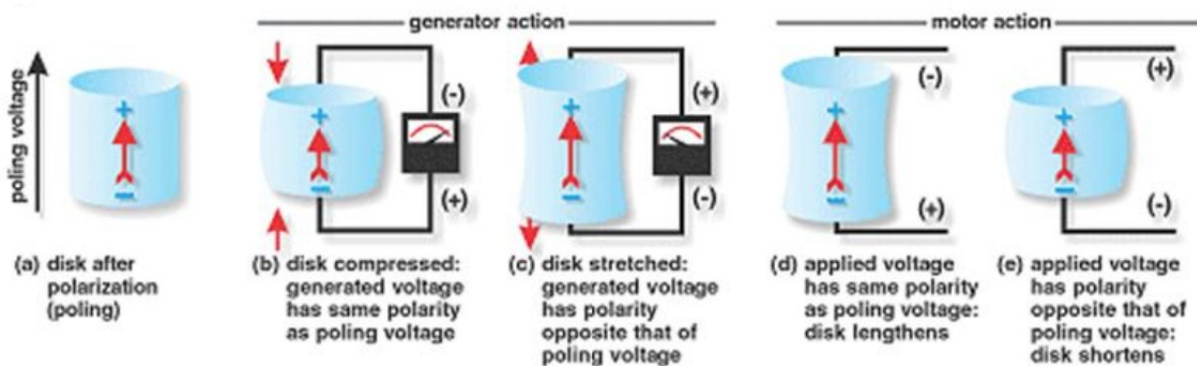 generator action
motor action
poling voltage
+
−
+
−
(-)
(+)
+
−
(+)
(-)
+
−
(-)
(+)
+
−
(+)
(-)
(a) disk after
polarization
(poling)
(b) disk compressed:
generated voltage
has same polarity
as poling voltage
(c) disk stretched:
generated voltage
has polarity
opposite that of
poling voltage
(d) applied voltage
has same polarity
as poling voltage:
disk lengthens
(e) applied voltage
has polarity
opposite that of
poling voltage:
disk shortens